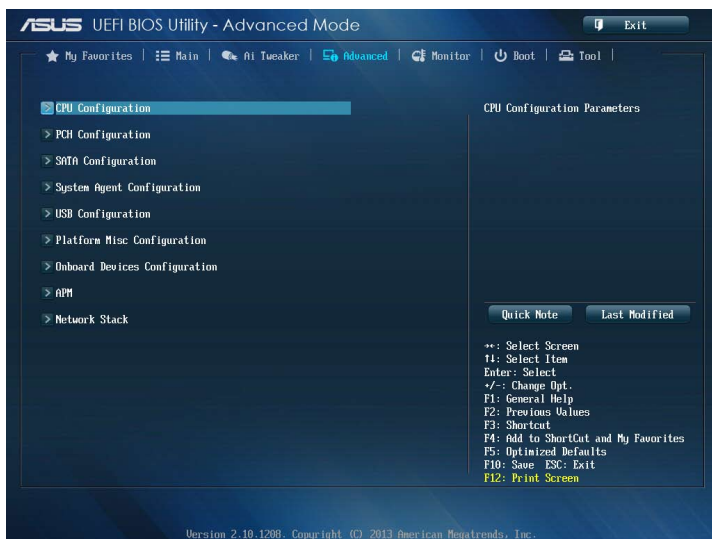 ASUS UEFI BIOS Utility - Advanced Mode
Exit
My Favorites | Main | Ai Tweaker | Advanced | Monitor | Boot | Tool |
> CPU Configuration
> PCH Configuration
> SATA Configuration
> System Agent Configuration
> USB Configuration
> Platform Misc Configuration
> Onboard Devices Configuration
> APM
> Network Stack
CPU Configuration Parameters
Quick Note
Last Modified
→←: Select Screen
↑↓: Select Item
Enter: Select
+/-: Change Opt.
F1: General Help
F2: Previous Values
F3: Shortcut
F4: Add to ShortCut and My Favorites
F5: Optimized Defaults
F10: Save ESC: Exit
F12: Print Screen
Version 2.10.1208. Copyright (C) 2013 American Megatrends, Inc.